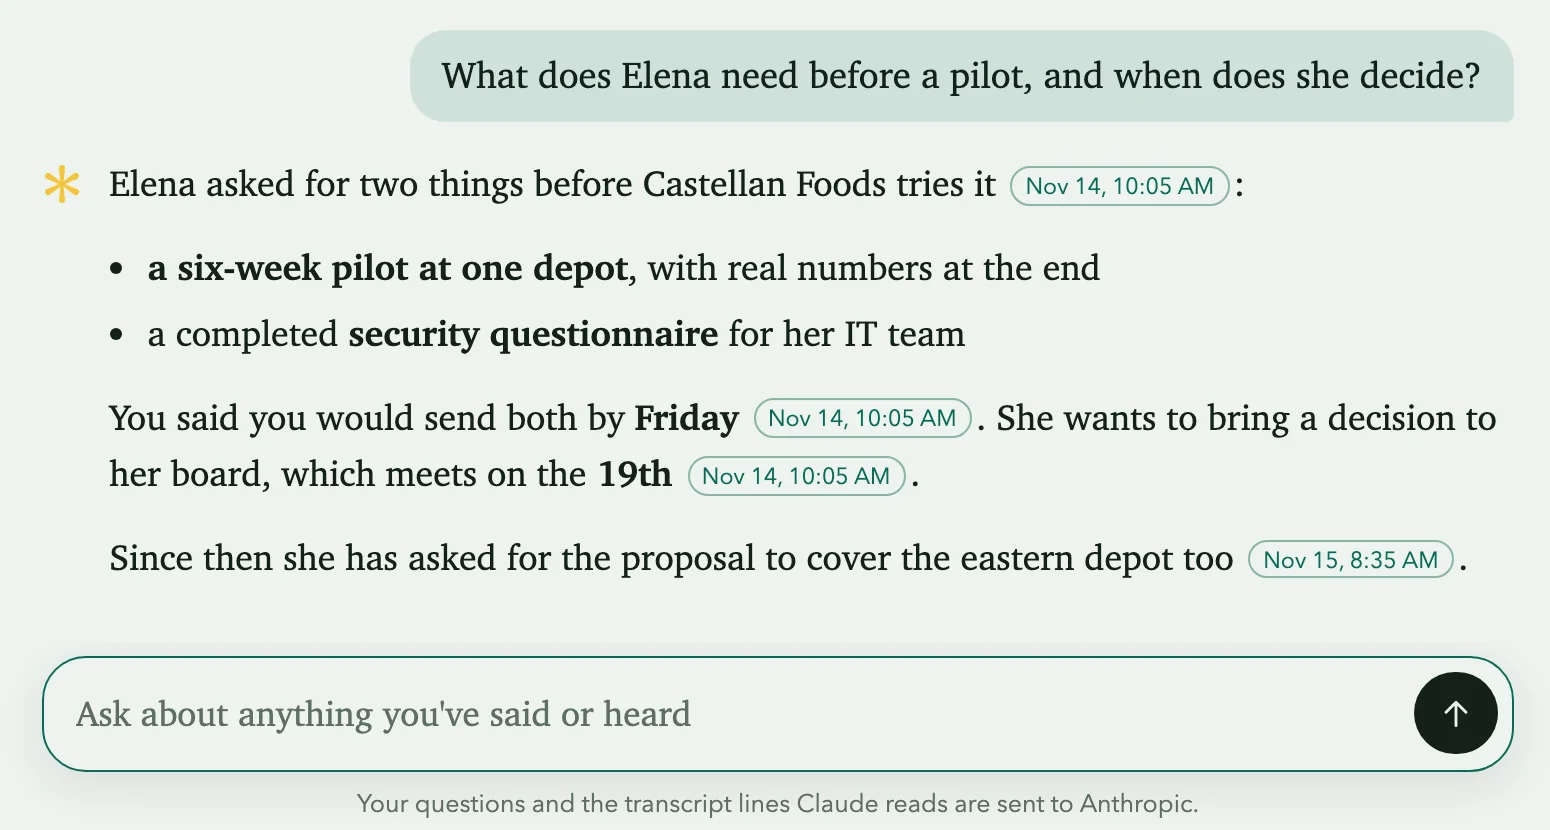 What does Elena need before a pilot, and when does she decide?
Elena asked for two things before Castellan Foods tries it Nov 14, 10:05 AM :
• a six-week pilot at one depot, with real numbers at the end
• a completed security questionnaire for her IT team
You said you would send both by Friday Nov 14, 10:05 AM . She wants to bring a decision to
her board, which meets on the 19th Nov 14, 10:05 AM .
Since then she has asked for the proposal to cover the eastern depot too Nov 15, 8:35 AM .
Ask about anything you've said or heard
Your questions and the transcript lines Claude reads are sent to Anthropic.